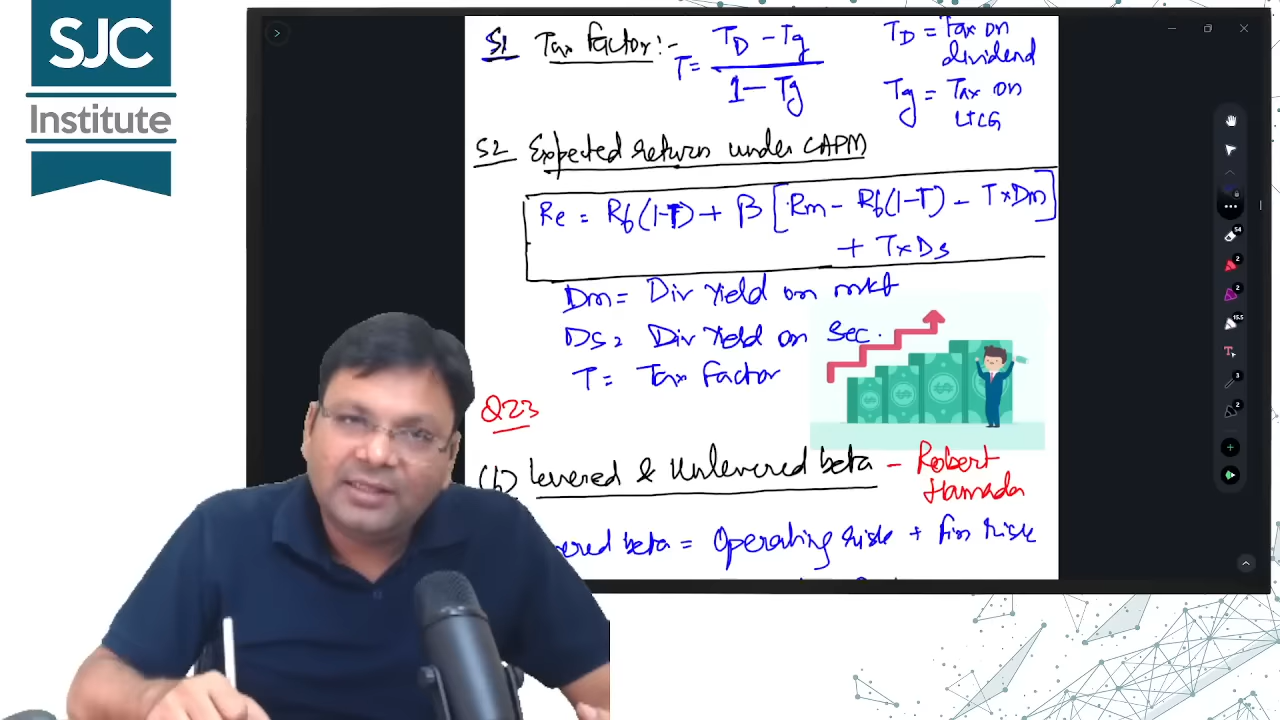 SJC
Institute
S1 Tax factor:- T = TD - Tg / 1 - Tg
TD = Tax on dividend
Tg = Tax on LTCG
S2 Expected return under CAPM
Re = Rf(1-T) + β [Rm - Rf(1-T) - T×Dm]
+ T×Ds
Dm = Div Yield on mkt
Ds = Div Yield on Sec.
T = Tax Factor
Q23
(b) Levered & Unlevered beta - Robert
Hamada
beta = Operating risk + fin risk